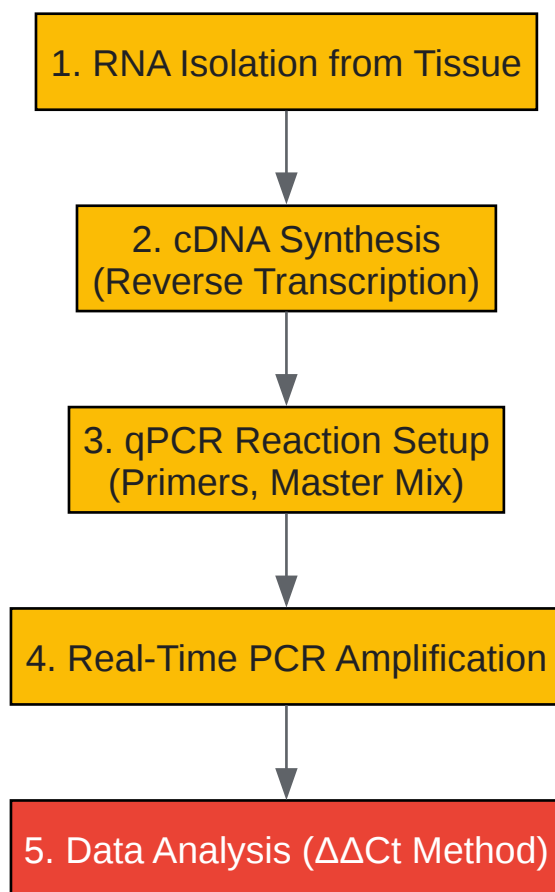 1. RNA Isolation from Tissue
2. cDNA Synthesis
(Reverse Transcription)
3. qPCR Reaction Setup
(Primers, Master Mix)
4. Real-Time PCR Amplification
5. Data Analysis (ΔΔCt Method)